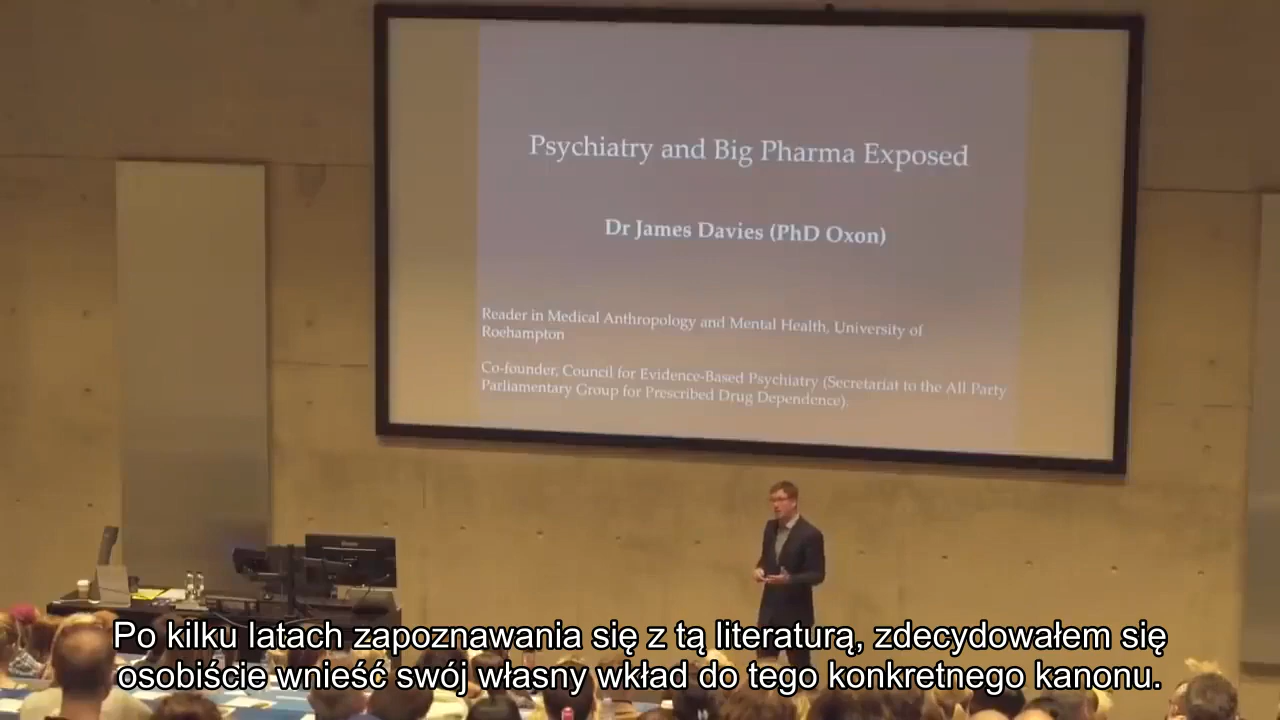 Psychiatry and Big Pharma Exposed
Dr James Davies (PhD Oxon)
Reader in Medical Anthropology and Mental Health, University of
Roehampton
Co-founder, Council for Evidence-Based Psychiatry (Secretariat to the All Party
Parliamentary Group for Prescribed Drug Dependence).
Po kilku latach zapoznawania się z tą literaturą, zdecydowałem się
osobiście wnieść swój własny wkład do tego konkretnego kanonu.